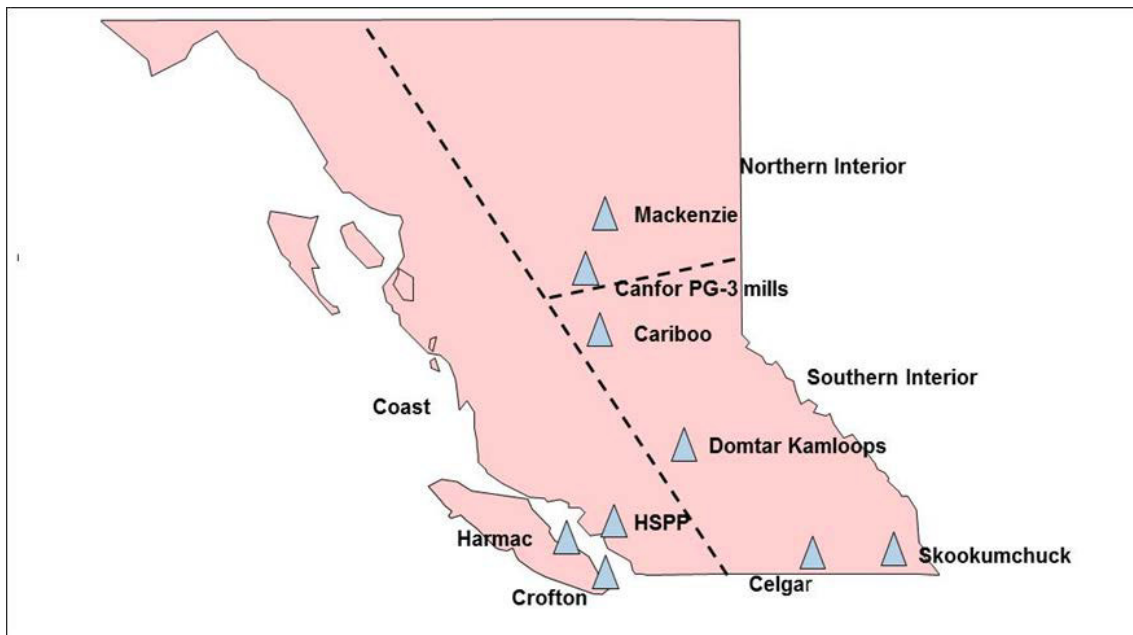 Northern Interior
Mackenzie
Canfor PG-3 mills
Cariboo
Southern Interior
Coast
Domtar Kamloops
HSPP
Harmac
Skookumchuck
Celgar
Crofton